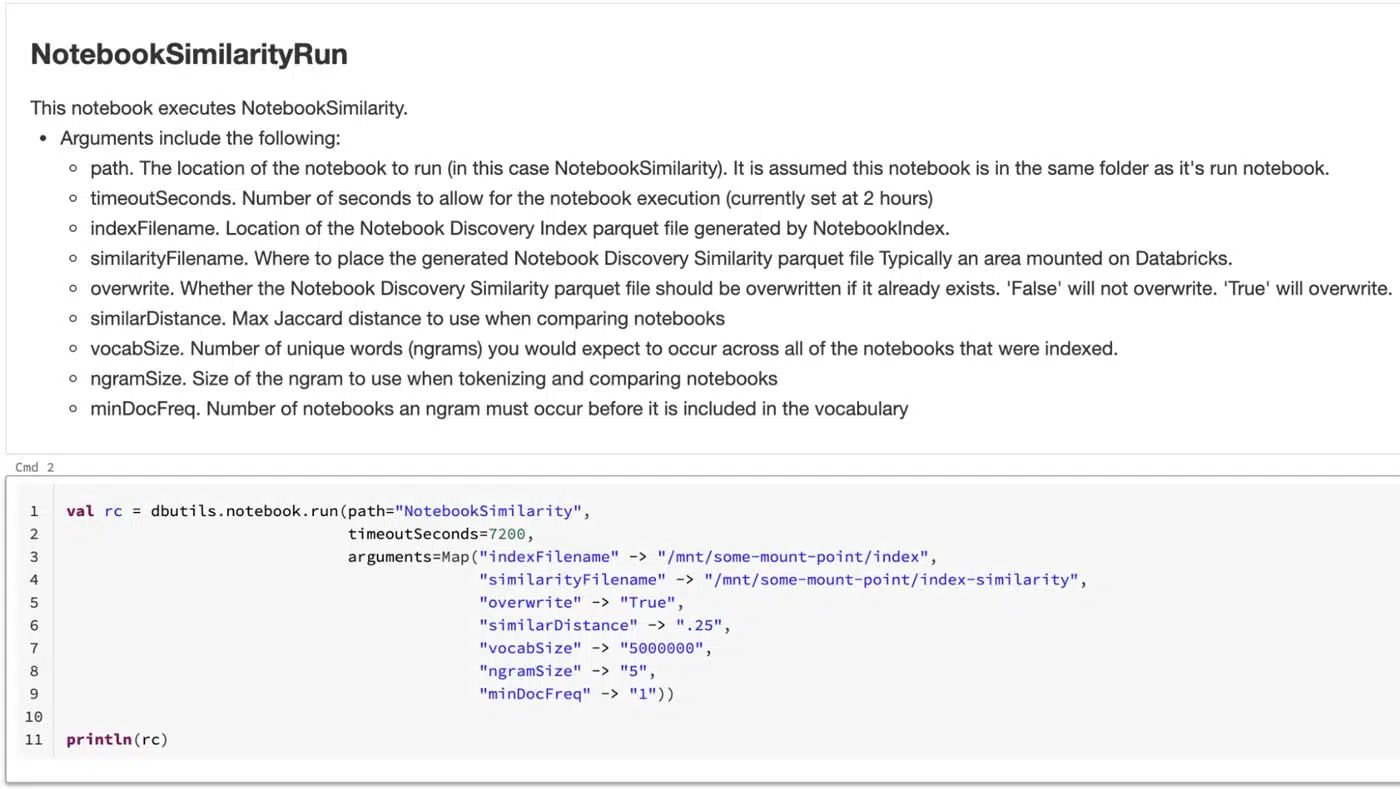 NotebookSimilarityRun
This notebook executes NotebookSimilarity.
• Arguments include the following:
◦ path. The location of the notebook to run (in this case NotebookSimilarity). It is assumed this notebook is in the same folder as it's run notebook.
◦ timeoutSeconds. Number of seconds to allow for the notebook execution (currently set at 2 hours)
◦ indexFilename. Location of the Notebook Discovery Index parquet file generated by NotebookIndex.
◦ similarityFilename. Where to place the generated Notebook Discovery Similarity parquet file Typically an area mounted on Databricks.
◦ overwrite. Whether the Notebook Discovery Similarity parquet file should be overwritten if it already exists. 'False' will not overwrite. 'True' will overwrite.
◦ similarDistance. Max Jaccard distance to use when comparing notebooks
◦ vocabSize. Number of unique words (ngrams) you would expect to occur across all of the notebooks that were indexed.
◦ ngramSize. Size of the ngram to use when tokenizing and comparing notebooks
◦ minDocFreq. Number of notebooks an ngram must occur before it is included in the vocabulary
Cmd 2
1 val rc = dbutils.notebook.run(path="NotebookSimilarity",
2 timeoutSeconds=7200,
3 arguments=Map("indexFilename" -> "/mnt/some-mount-point/index",
4 "similarityFilename" -> "/mnt/some-mount-point/index-similarity",
5 "overwrite" -> "True",
6 "similarDistance" -> ".25",
7 "vocabSize" -> "5000000",
8 "ngramSize" -> "5",
9 "minDocFreq" -> "1"))
10
11 println(rc)